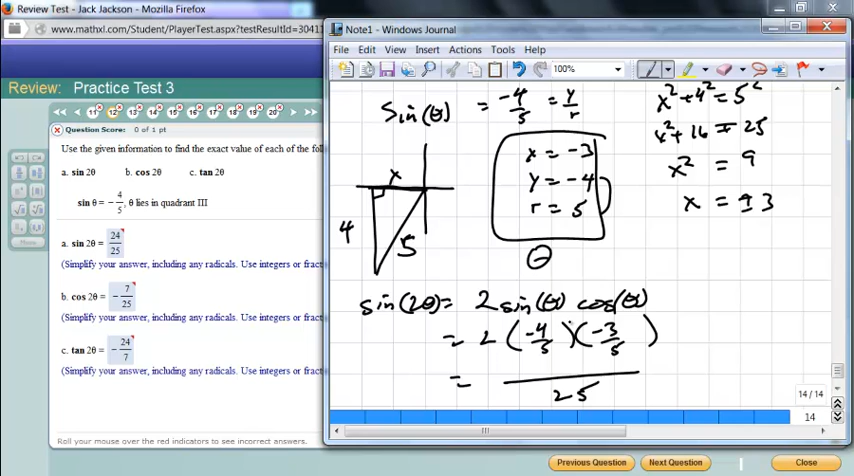 Review Test - Jack Jackson - Mozilla Firefox
www.mathxl.com/Student/PlayerTest.aspx?testResultId=3041
Review: Practice Test 3
11 12 13 14 15 16 17 18 19 20
Question Score: 0 of 1 pt
Use the given information to find the exact value of each of the fol
a. sin 2θ b. cos 2θ c. tan 2θ
sin θ = -4/5, θ lies in quadrant III
a. sin 2θ = 24/25
(Simplify your answer, including any radicals. Use integers or fract
b. cos 2θ = -7/25
(Simplify your answer, including any radicals. Use integers or fract
c. tan 2θ = -24/7
(Simplify your answer, including any radicals. Use integers or fract
Roll your mouse over the red indicators to see incorrect answers.
More
Note1 - Windows Journal
File Edit View Insert Actions Tools Help
100%
Sin(θ) = -4/5 = y/r
x = -3
y = -4
r = 5
θ
x² + 4² = 5²
x² + 16 = 25
x² = 9
x = ±3
x
4
5
sin(2θ) = 2 sin(θ) cos(θ)
= 2 (-4/5) (-3/5)
= /25
14 / 14
14
Previous Question Next Question Close